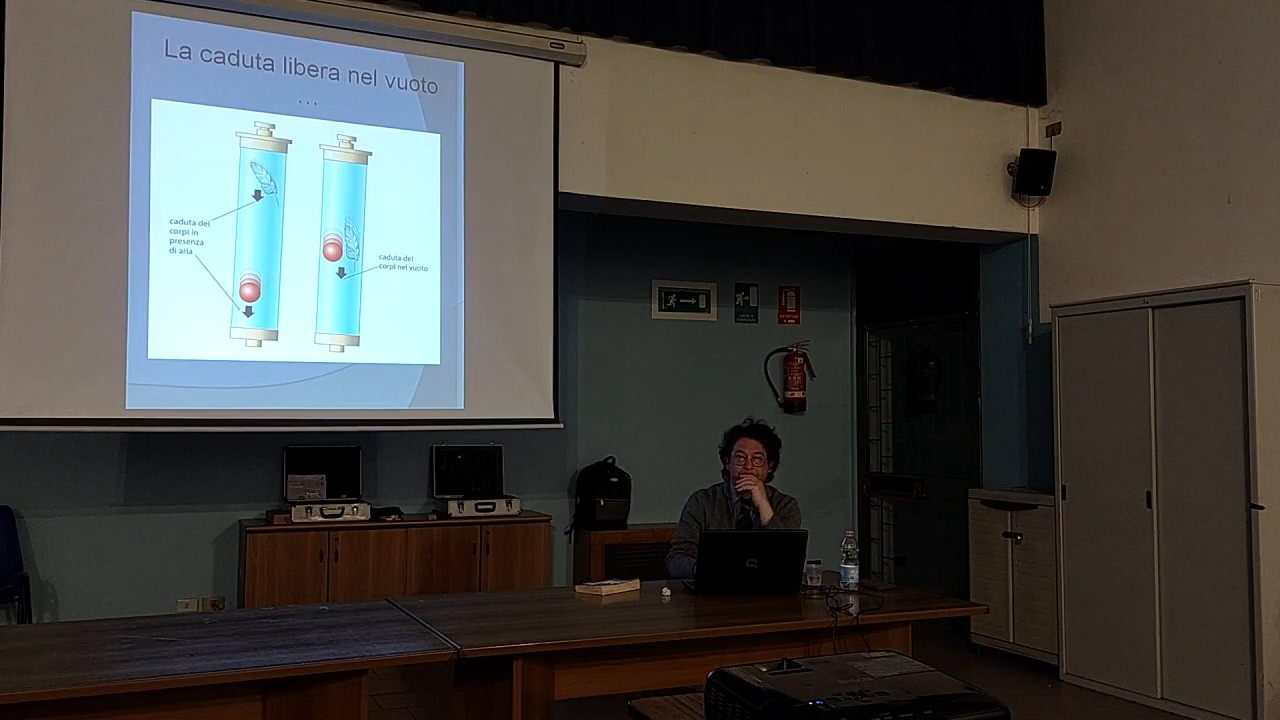 La caduta libera nel vuoto
...
caduta dei
corpi in
presenza
di aria
caduta dei
corpi nel vuoto